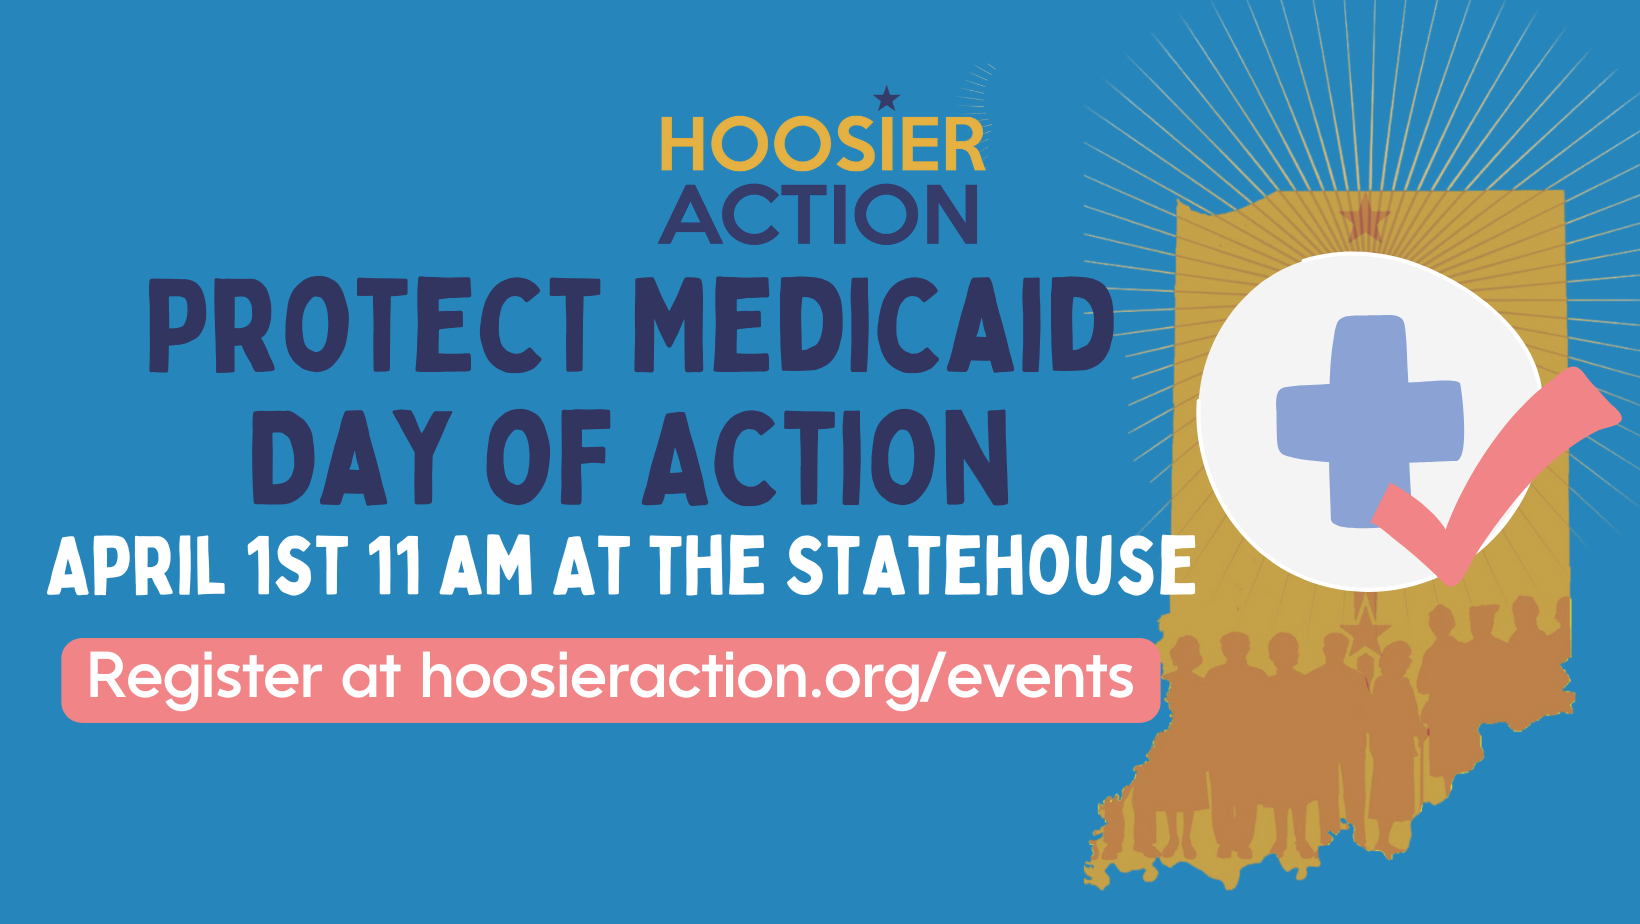 HOOSIER
ACTION
PROTECT MEDICAID
DAY OF ACTION
APRIL 1ST 11 AM AT THE STATEHOUSE
Register at hoosieraction.org/events